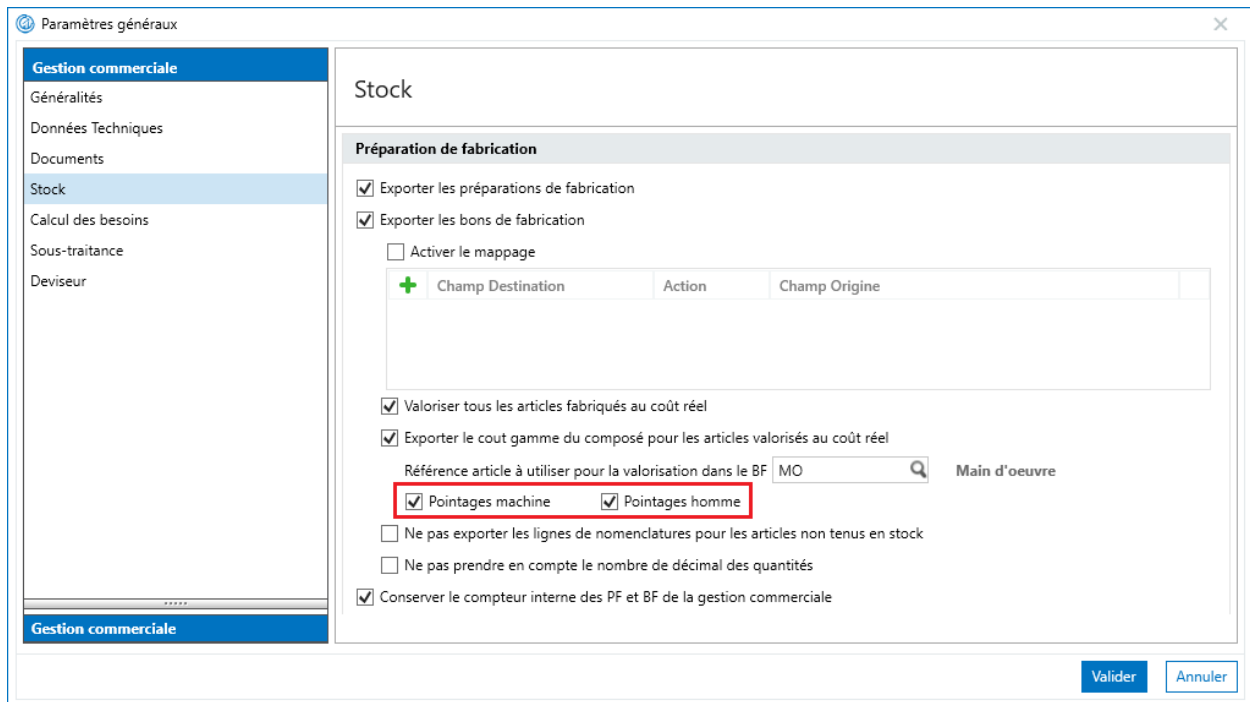 Paramètres généraux
Gestion commerciale
Généralités
Données Techniques
Documents
Stock
Calcul des besoins
Sous-traitance
Deviseur
Gestion commerciale
Stock
Préparation de fabrication
Exporter les préparations de fabrication
Exporter les bons de fabrication
Activer le mappage
Champ Destination Action Champ Origine
Valoriser tous les articles fabriqués au coût réel
Exporter le cout gamme du composé pour les articles valorisés au coût réel
Référence article à utiliser pour la valorisation dans le BF MO Main d'oeuvre
Pointages machine Pointages homme
Ne pas exporter les lignes de nomenclatures pour les articles non tenus en stock
Ne pas prendre en compte le nombre de décimal des quantités
Conserver le compteur interne des PF et BF de la gestion commerciale
Valider Annuler